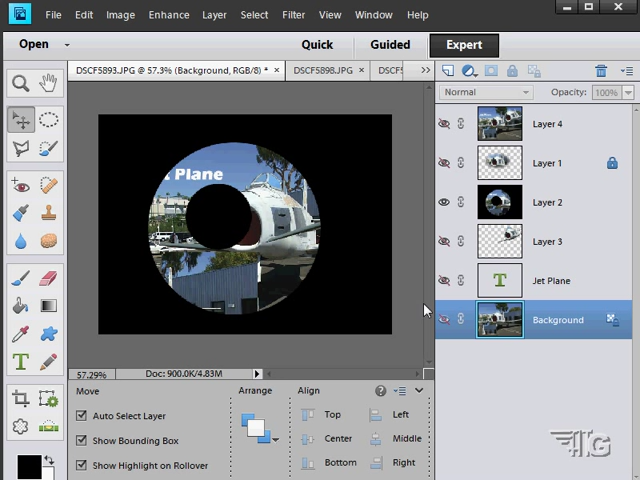 File Edit Image Enhance Layer Select Filter View Window Help
Open Quick Guided Expert
DSCF5893.JPG @ 57.3% (Background, RGB/8) * × DSCF5898.JPG × DSCF5 »
Normal Opacity: 100%
Layer 4
Layer 1
t Plane
Layer 2
Layer 3
T Jet Plane
Background
57.29% Doc: 900.0K/4.83M
Move Arrange Align
Auto Select Layer Top Left
Show Bounding Box Center Middle
Show Highlight on Rollover Bottom Right
T